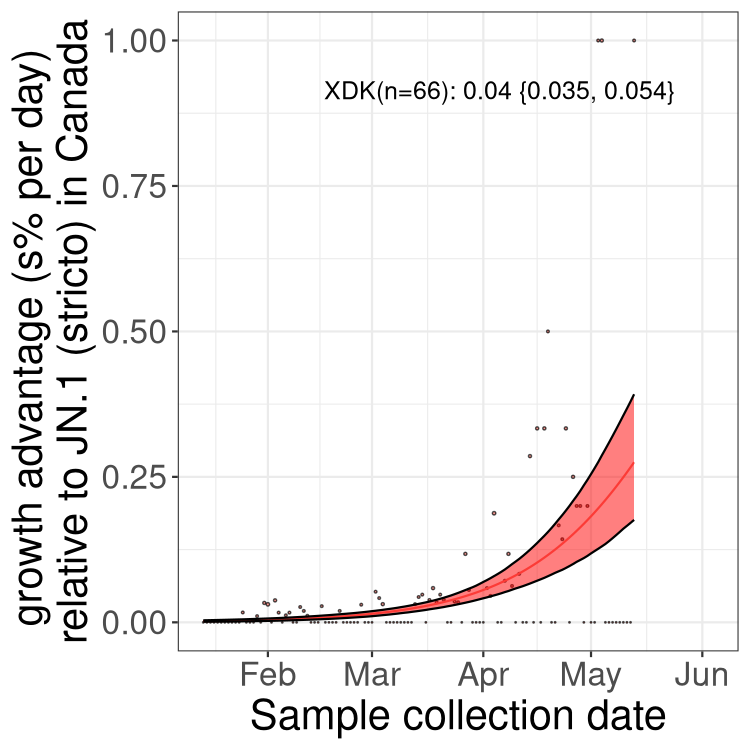 growth advantage (s% per day)
relative to JN.1 (stricto) in Canada
1.00
0.75
0.50
0.25
0.00
XDK(n=66): 0.04 {0.035, 0.054}
Feb
Mar
Apr
May
Jun
Sample collection date